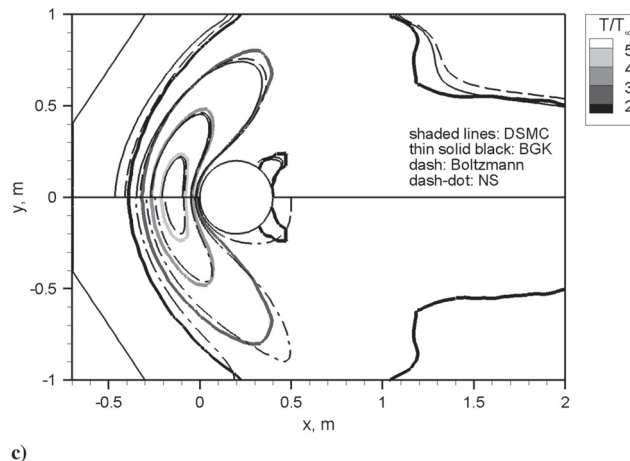 1
0.5
0
-0.5
-1
y, m
-0.5
0
0.5
1
1.5
2
x, m
shaded lines: DSMC
thin solid black: BGK
dash: Boltzmann
dash-dot: NS
T/T
5
4
3
2
c)